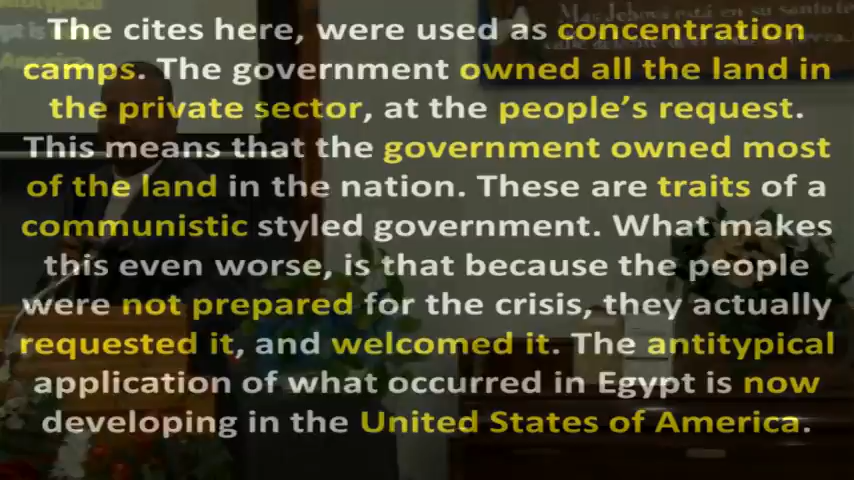 The cites here, were used as concentration
camps. The government owned all the land in
the private sector, at the people's request.
This means that the government owned most
of the land in the nation. These are traits of a
communistic styled government. What makes
this even worse, is that because the people
were not prepared for the crisis, they actually
requested it, and welcomed it. The antitypical
application of what occurred in Egypt is now
developing in the United States of America.